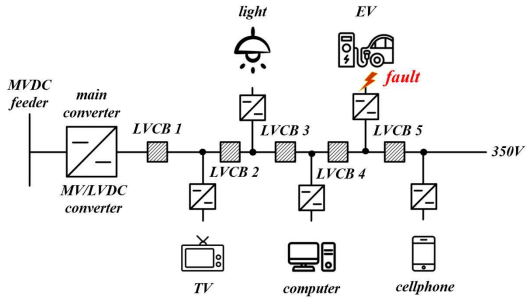 light
EV
MVDC
feeder
main
converter
fault
LVCB 1
LVCB 3
LVCB 5
350V
LVCB 2
LVCB 4
MV/LVDC
converter
TV
computer
cellphone